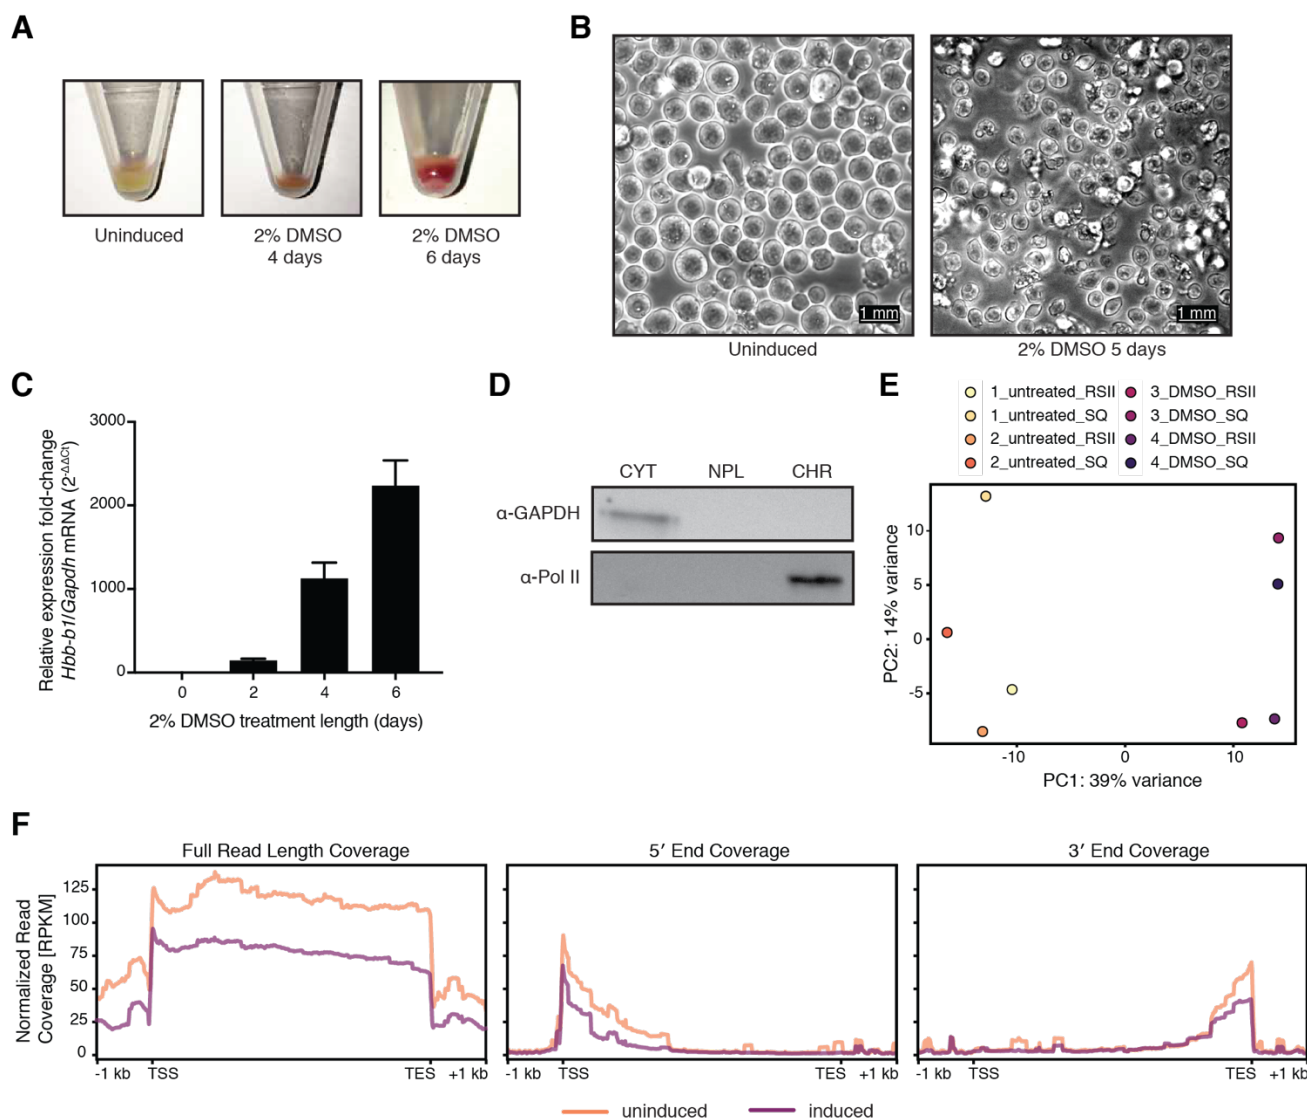 A
Uninduced
2% DMSO
4 days
2% DMSO
6 days
B
1 mm
1 mm
Uninduced
2% DMSO 5 days
C
Relative expression fold-change
Hbb-b1/Gapdh mRNA (2-ΔΔCt)
3000
2000
1000
0
0
2
4
6
2% DMSO treatment length (days)
D
CYT
NPL
CHR
α-GAPDH
α-Pol II
E
1_untreated_RSII
1_untreated_SQ
2_untreated_RSII
2_untreated_SQ
3_DMSO_RSII
3_DMSO_SQ
4_DMSO_RSII
4_DMSO_SQ
PC2: 14% variance
10
5
0
-5
-10
0
10
PC1: 39% variance
F
Full Read Length Coverage
5′ End Coverage
3′ End Coverage
Normalized Read
Coverage [RPKM]
125
100
75
50
25
0
-1 kb
TSS
TES
+1 kb
-1 kb
TSS
TES
+1 kb
-1 kb
TSS
TES
+1 kb
uninduced
induced